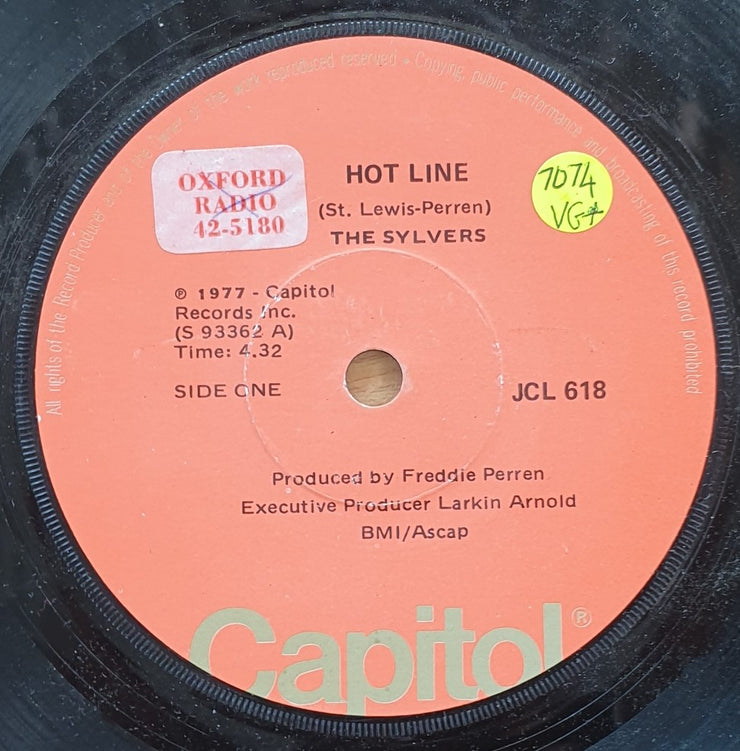 All rights of the Record Producer and of the Owner of the work reproduced reserved • Copying, public performance and broadcasting of this record prohibited
OXFORD
RADIO
42-5180
HOT LINE
(St. Lewis-Perren)
THE SYLVERS
7074
VG+
℗ 1977 - Capitol
Records Inc.
(S 93362 A)
Time: 4.32
SIDE ONE
JCL 618
Produced by Freddie Perren
Executive Producer Larkin Arnold
BMI/Ascap
Capitol®